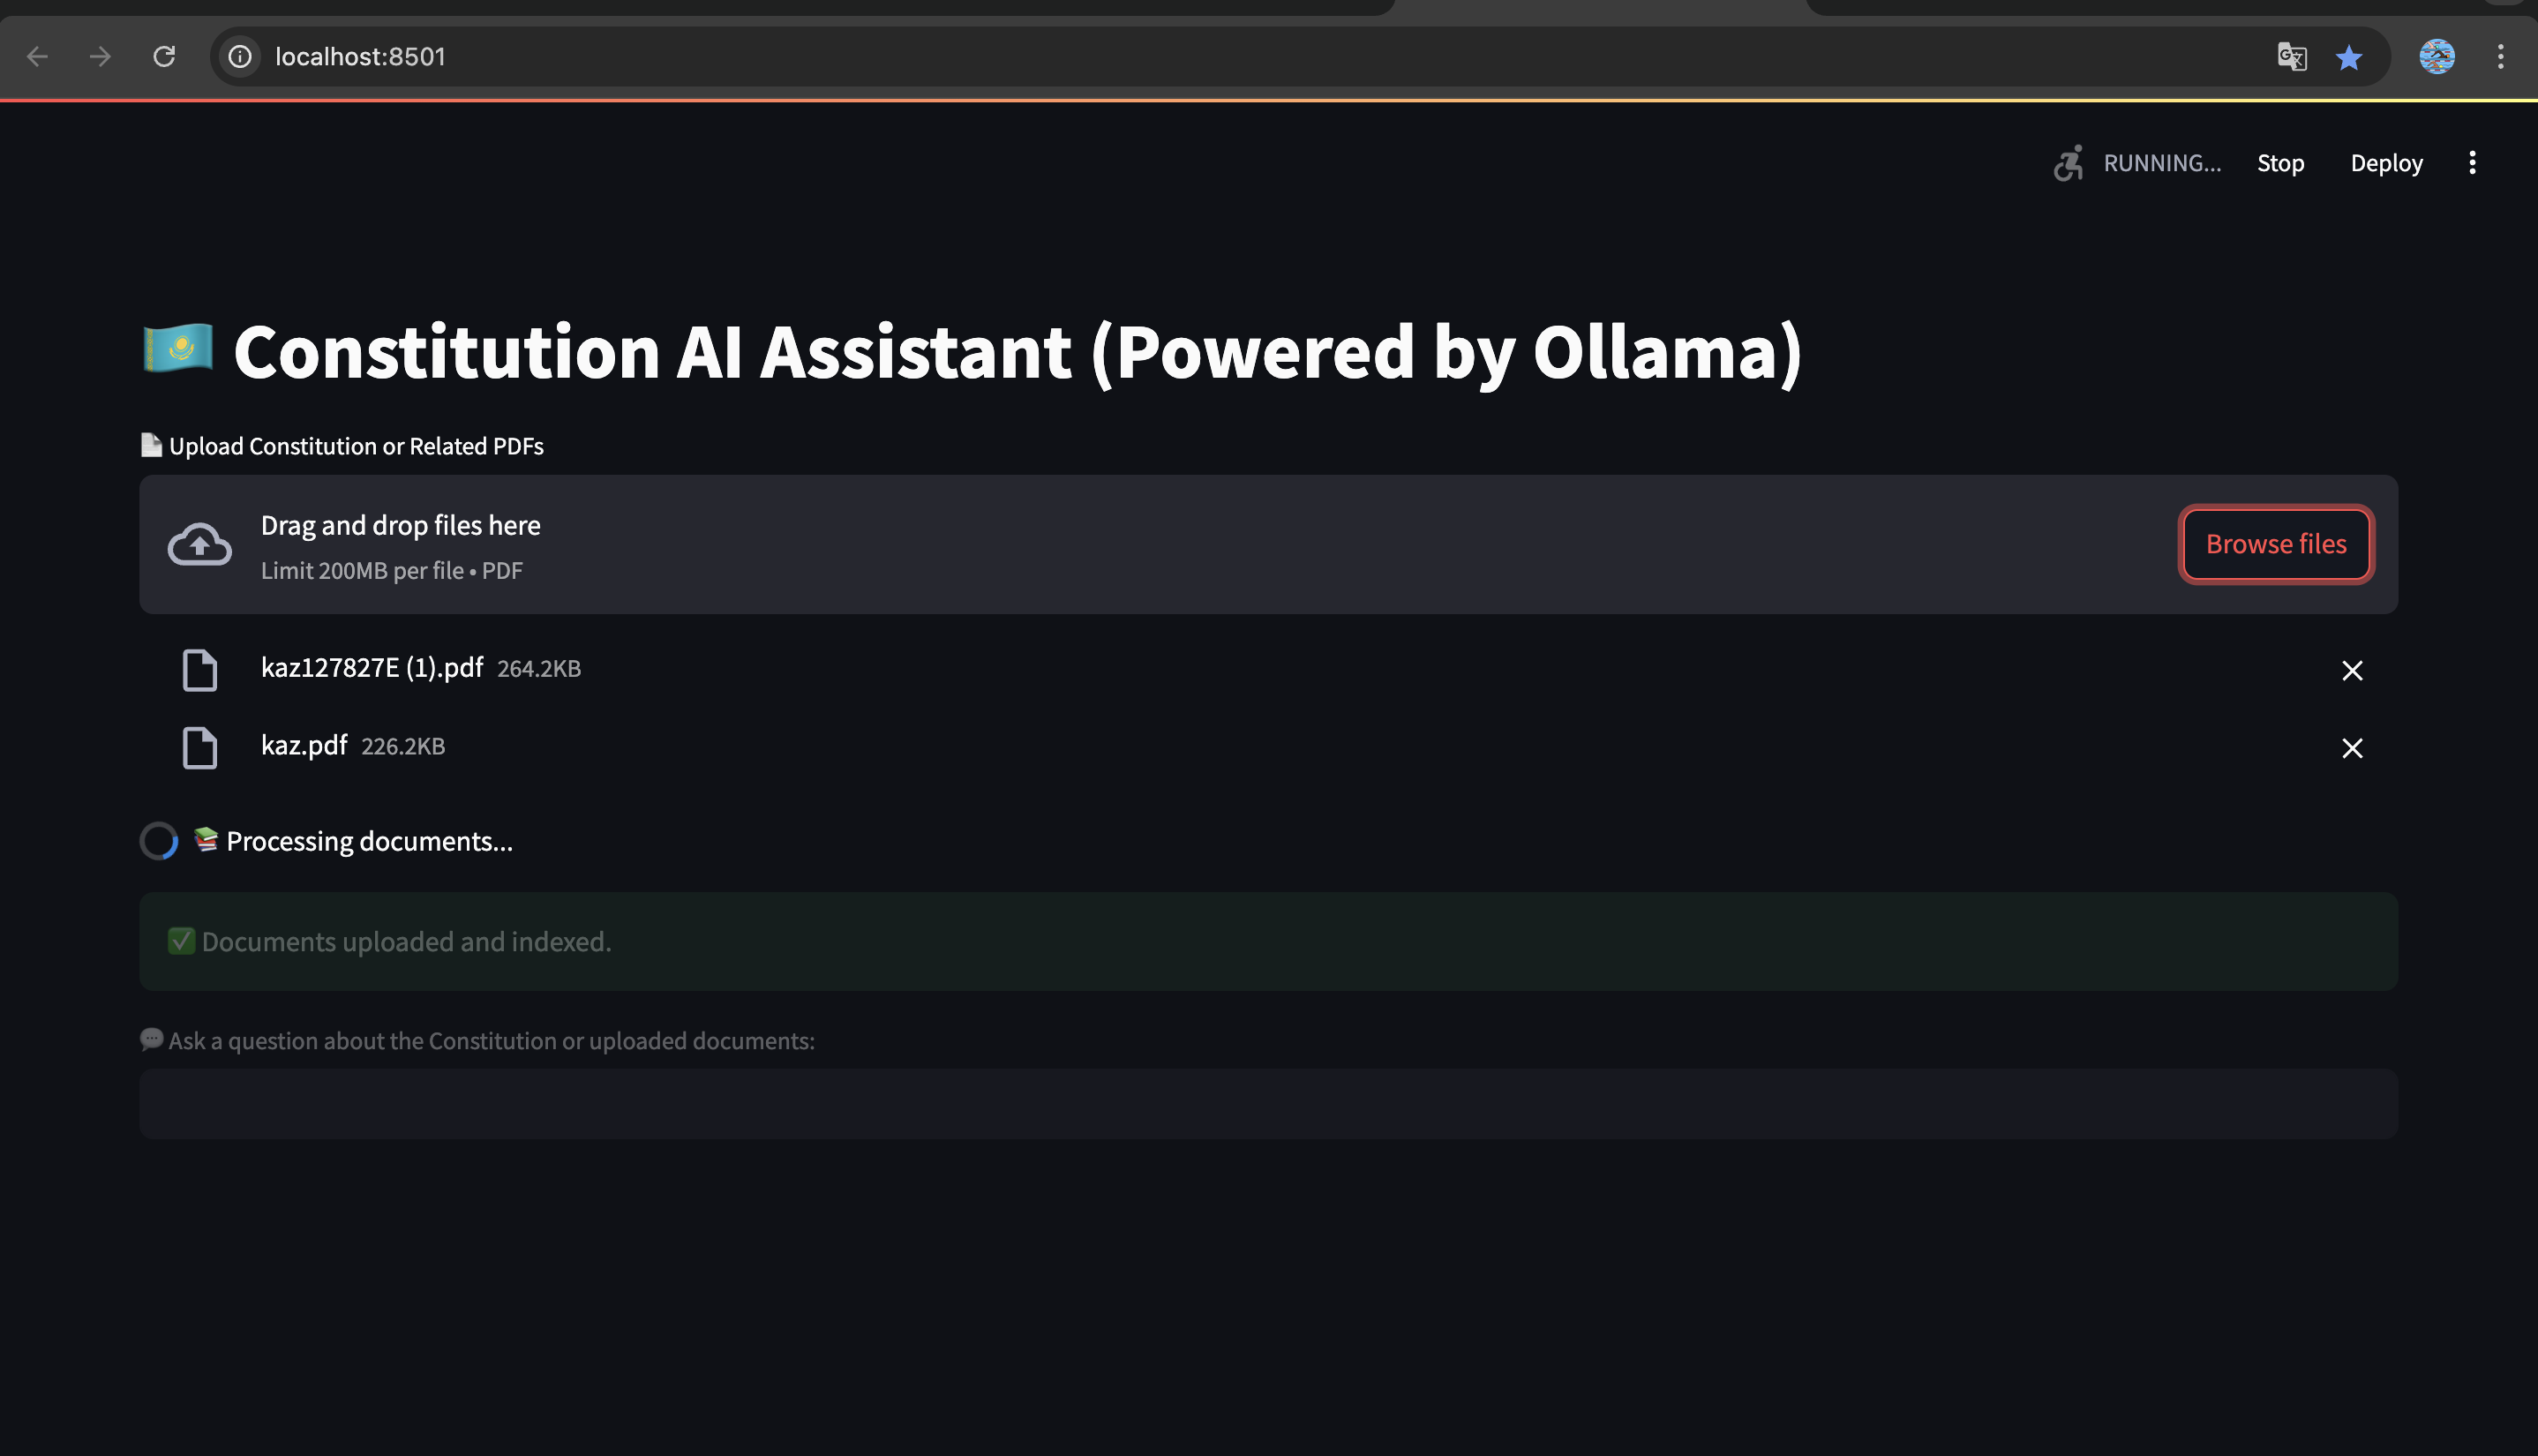 localhost:8501
RUNNING... Stop Deploy
🇰🇿 Constitution AI Assistant (Powered by Ollama)
📄 Upload Constitution or Related PDFs
Drag and drop files here
Limit 200MB per file • PDF
Browse files
kaz127827E (1).pdf 264.2KB
kaz.pdf 226.2KB
📚 Processing documents...
✅ Documents uploaded and indexed.
💬 Ask a question about the Constitution or uploaded documents: